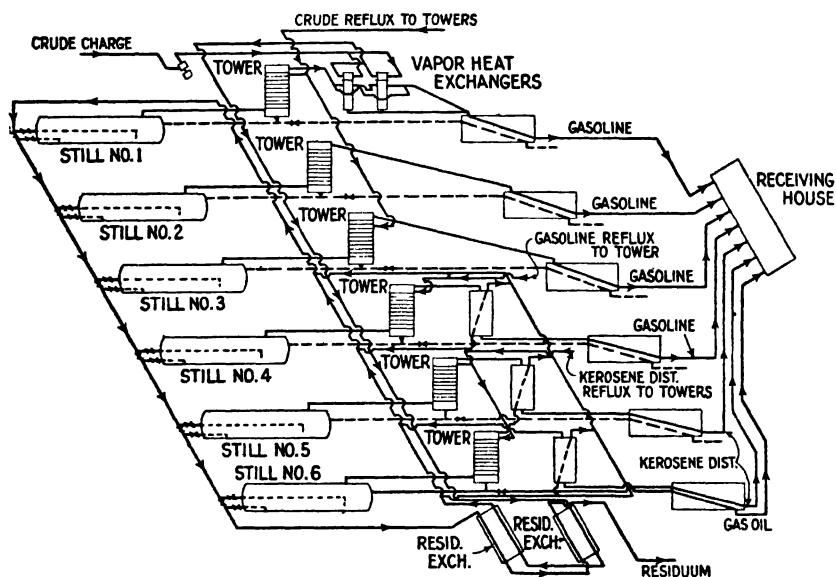 CRUDE REFLUX TO TOWERS
CRUDE CHARGE
VAPOR HEAT
EXCHANGERS
TOWER
GASOLINE
STILL NO.1
TOWER
RECEIVING
HOUSE
GASOLINE
STILL NO.2
TOWER
GASOLINE REFLUX
TO TOWER
GASOLINE
STILL NO.3
TOWER
GASOLINE
STILL NO.4
TOWER
KEROSENE DIST.
REFLUX TO TOWERS
STILL NO.5
TOWER
KEROSENE DIST.
STILL NO.6
GAS OIL
RESID.
EXCH.
RESID.
EXCH.
RESIDUUM